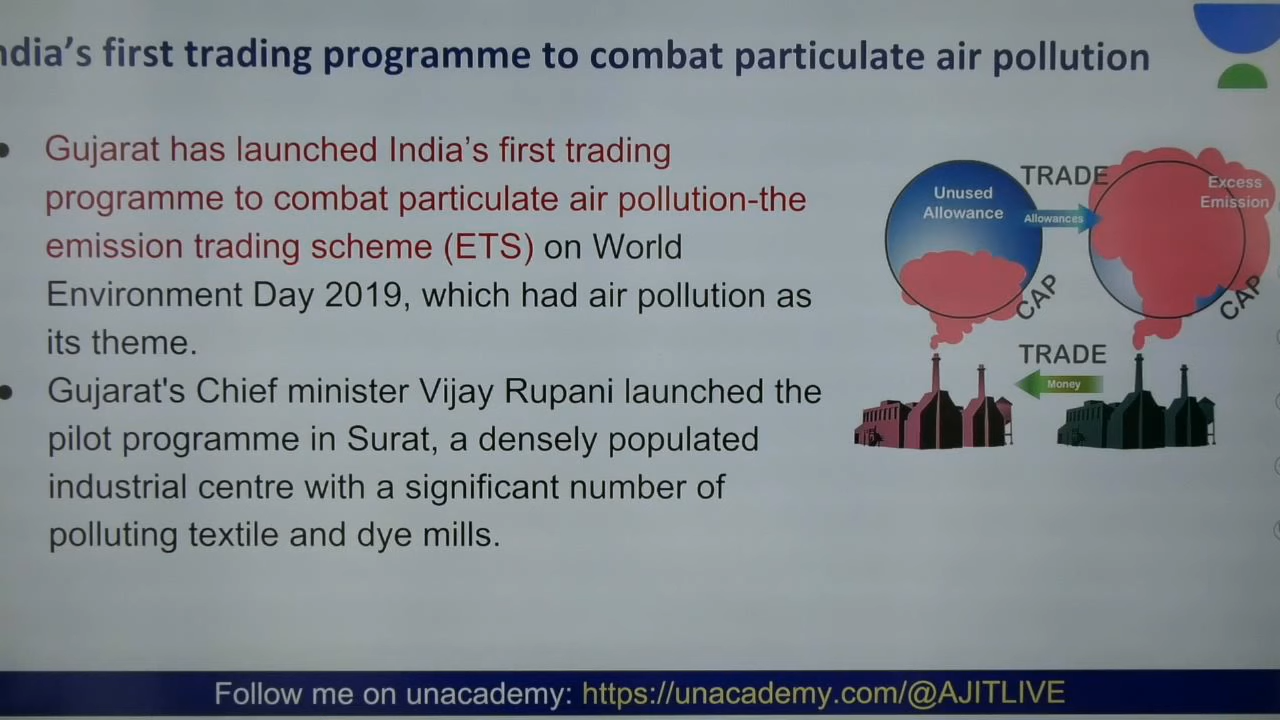 ndia's first trading programme to combat particulate air pollution
Gujarat has launched India's first trading
programme to combat particulate air pollution-the
emission trading scheme (ETS) on World
Environment Day 2019, which had air pollution as
its theme.
Gujarat's Chief minister Vijay Rupani launched the
pilot programme in Surat, a densely populated
industrial centre with a significant number of
polluting textile and dye mills.
TRADE
Unused
Allowance
Allowances
Excess
Emission
CAP
CAP
TRADE
Money
Follow me on unacademy: https://unacademy.com/@AJITLIVE